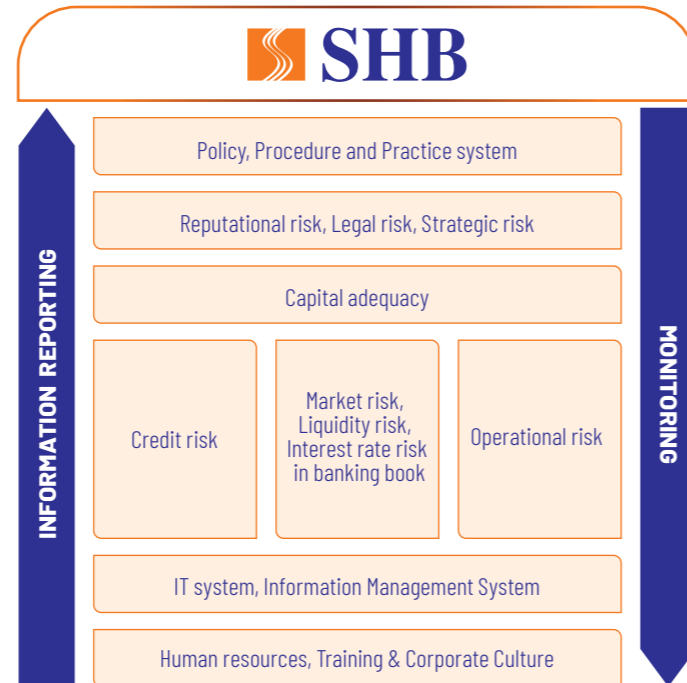 SHB
Policy, Procedure and Practice system
Reputational risk, Legal risk, Strategic risk
Capital adequacy
INFORMATION REPORTING
MONITORING
Credit risk
Market risk,
Liquidity risk,
Interest rate risk
in banking book
Operational risk
IT system, Information Management System
Human resources, Training & Corporate Culture